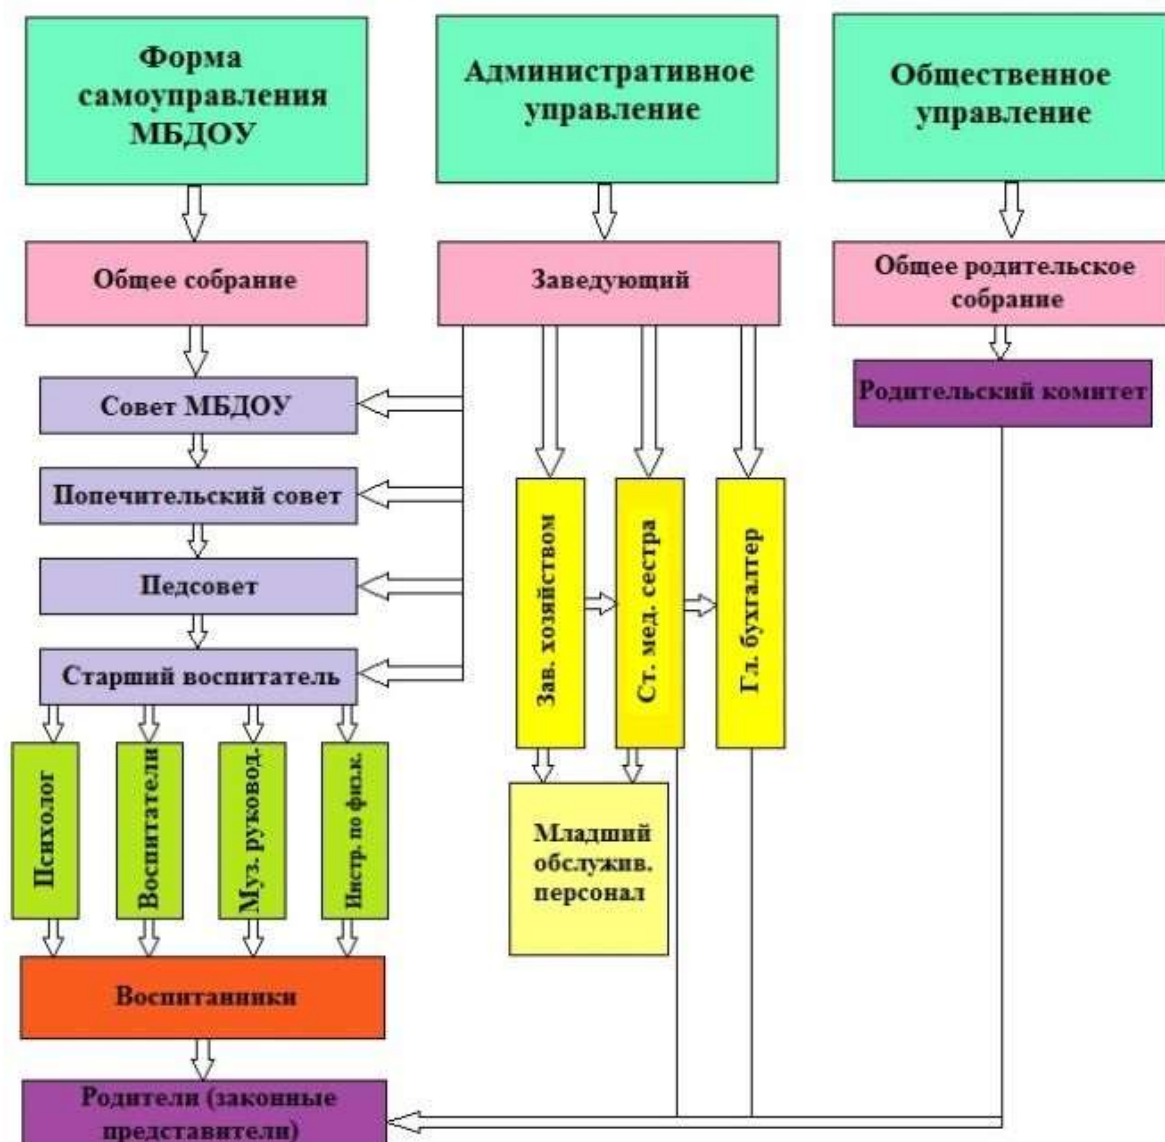 Форма
самоуправления
МБДОУ
Административное
управление
Общественное
управление
Общее собрание
Заведующий
Общее родительское
собрание
Совет МБДОУ
Родительский комитет
Попечительский совет
Педсовет
Старший воспитатель
Зав. хозяйством
Ст. мед. сестра
Гл. бухгалтер
Психолог
Воспитатели
Муз. руковод.
Инстр. по физ.к.
Младший
обслужив.
персонал
Воспитанники
Родители (законные
представители)